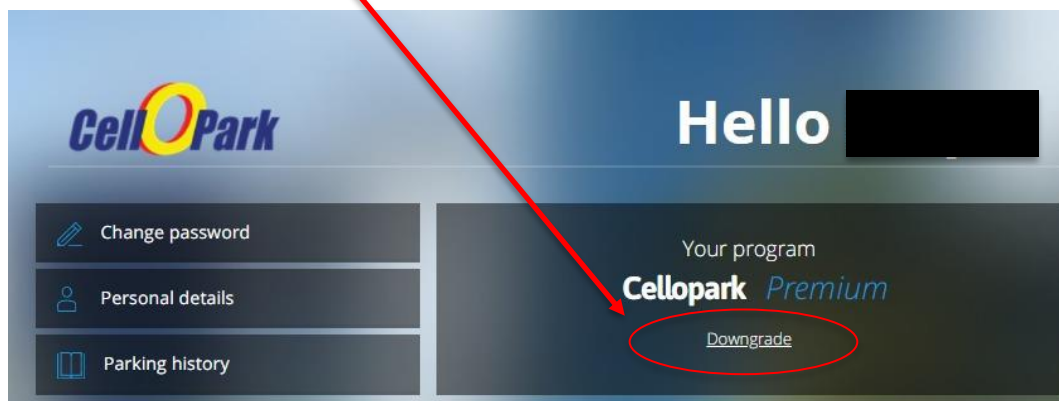 CellOPark
Hello
Change password
Personal details
Parking history
Your program
Cellopark Premium
Downgrade